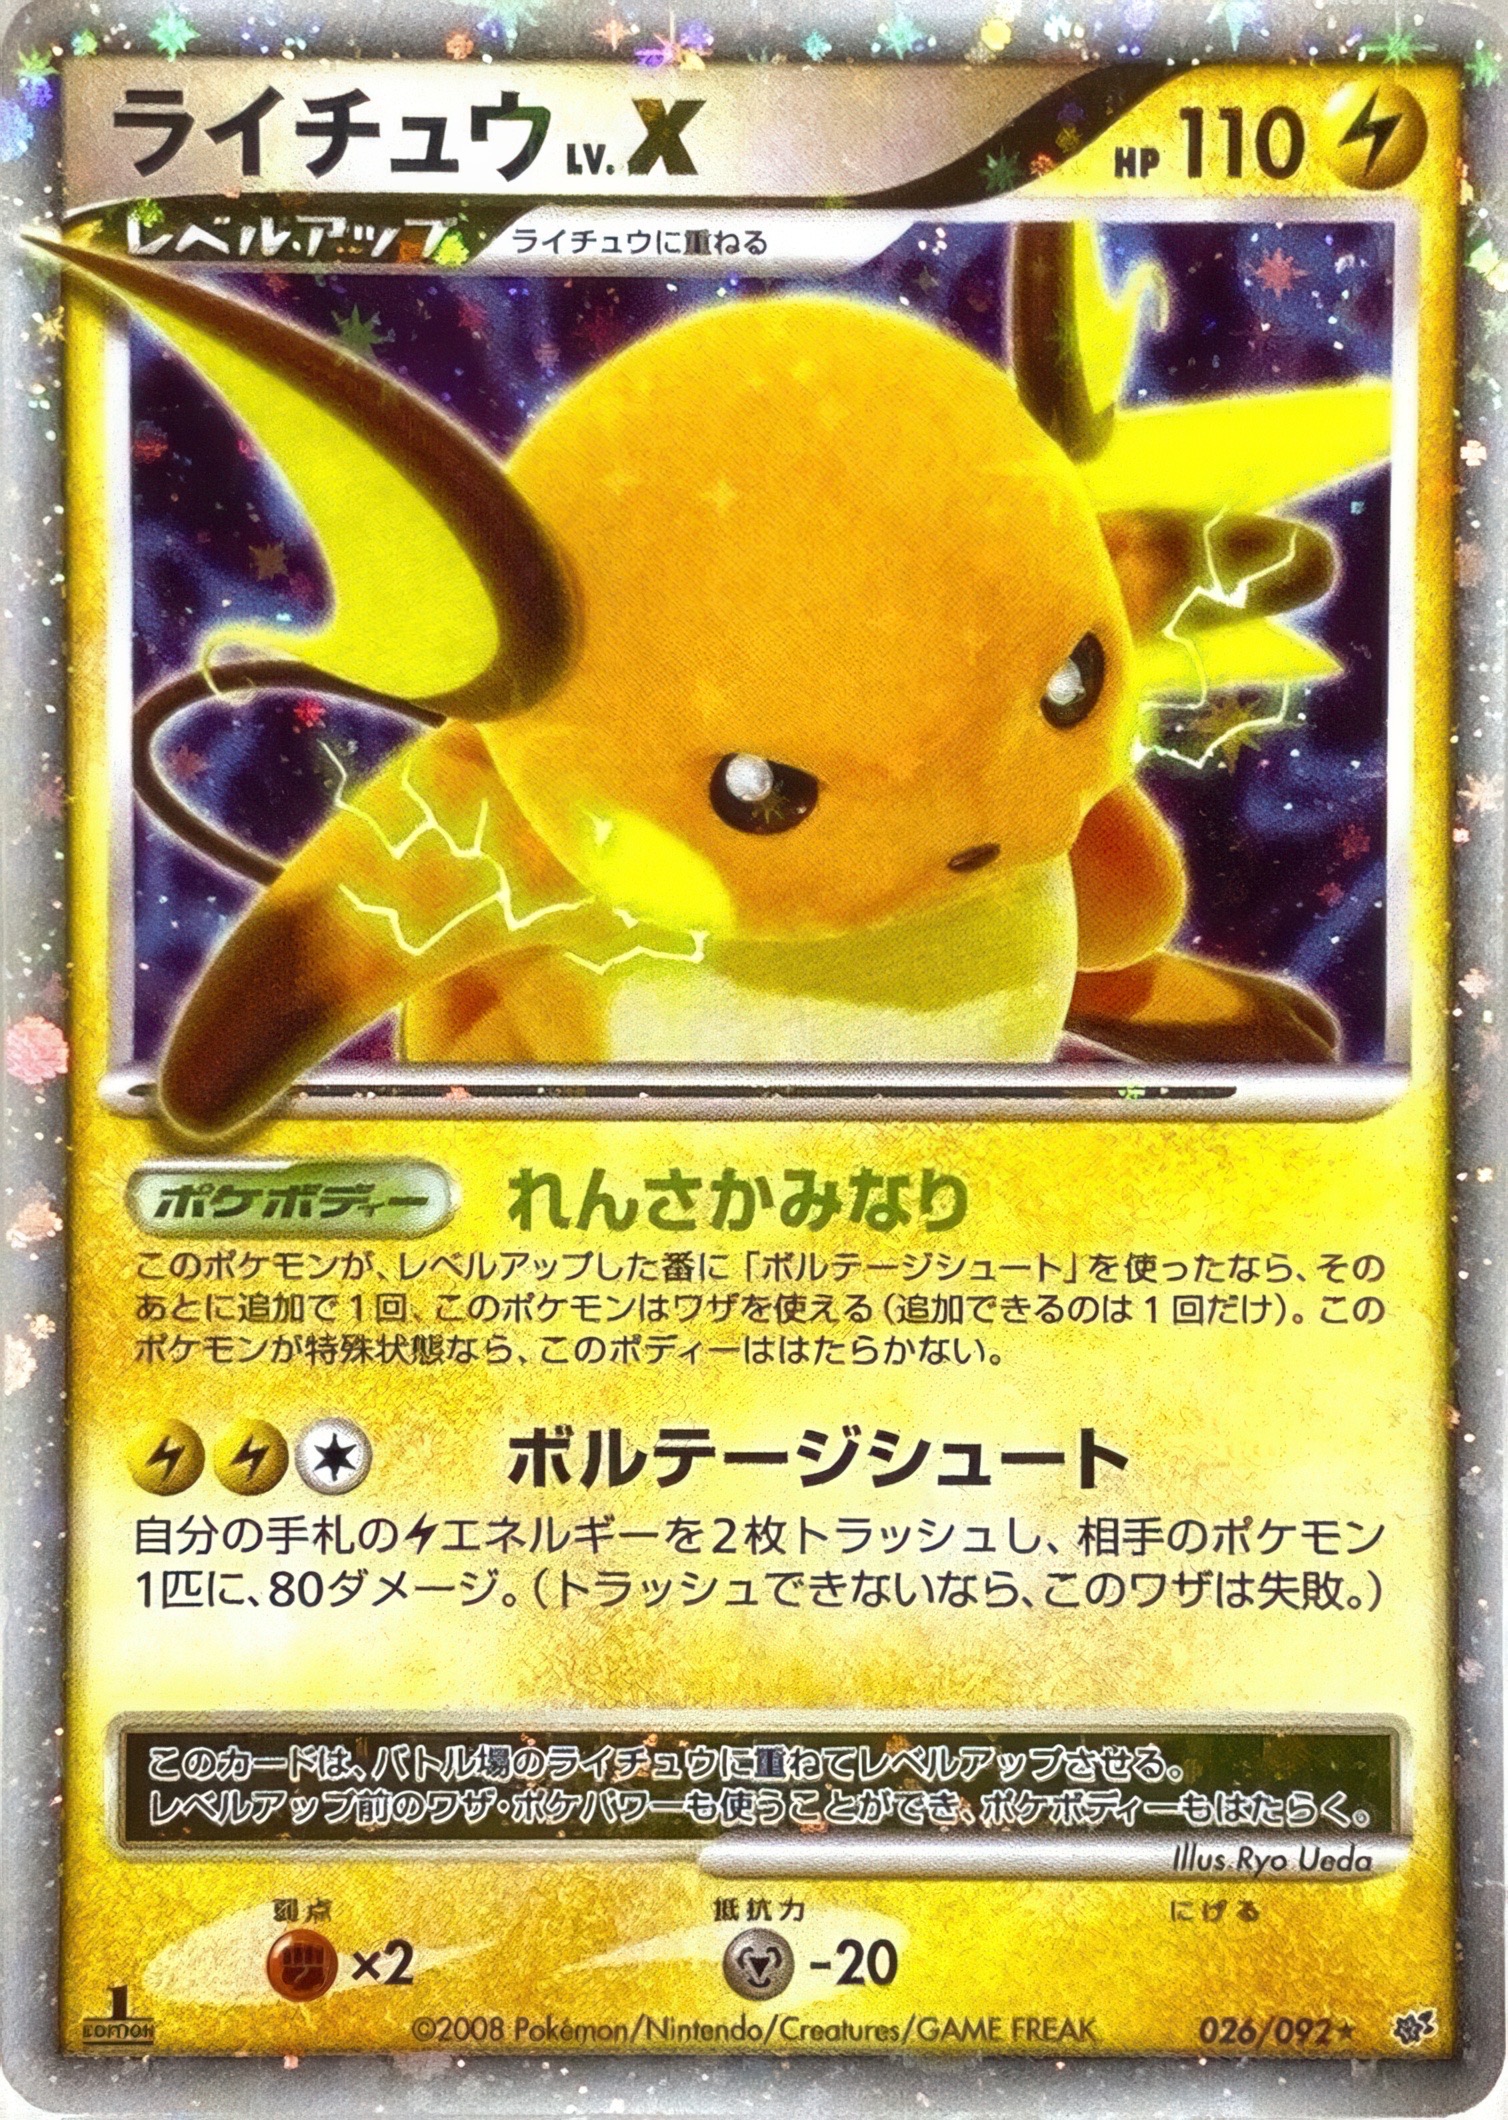 ライチュウ LV.X HP 110
レベルアップ ライチュウに重ねる
ポケボディー れんさかみなり
このポケモンが、レベルアップした番に「ボルテージシュート」を使ったなら、その
あとに追加で1回、このポケモンはワザを使える（追加できるのは1回だけ）。この
ポケモンが特殊状態なら、このボディーははたらかない。
ボルテージシュート
自分の手札のエネルギーを2枚トラッシュし、相手のポケモン
1匹に、80ダメージ。（トラッシュできないなら、このワザは失敗。）
このカードは、バトル場のライチュウに重ねてレベルアップさせる。
レベルアップ前のワザ・ポケパワーも使うことができ、ポケボディーもはたらく。
Illus.Ryo Ueda
弱点 抵抗力 にげる
×2 -20
1 EDITION
©2008 Pokémon/Nintendo/Creatures/GAME FREAK 026/092★